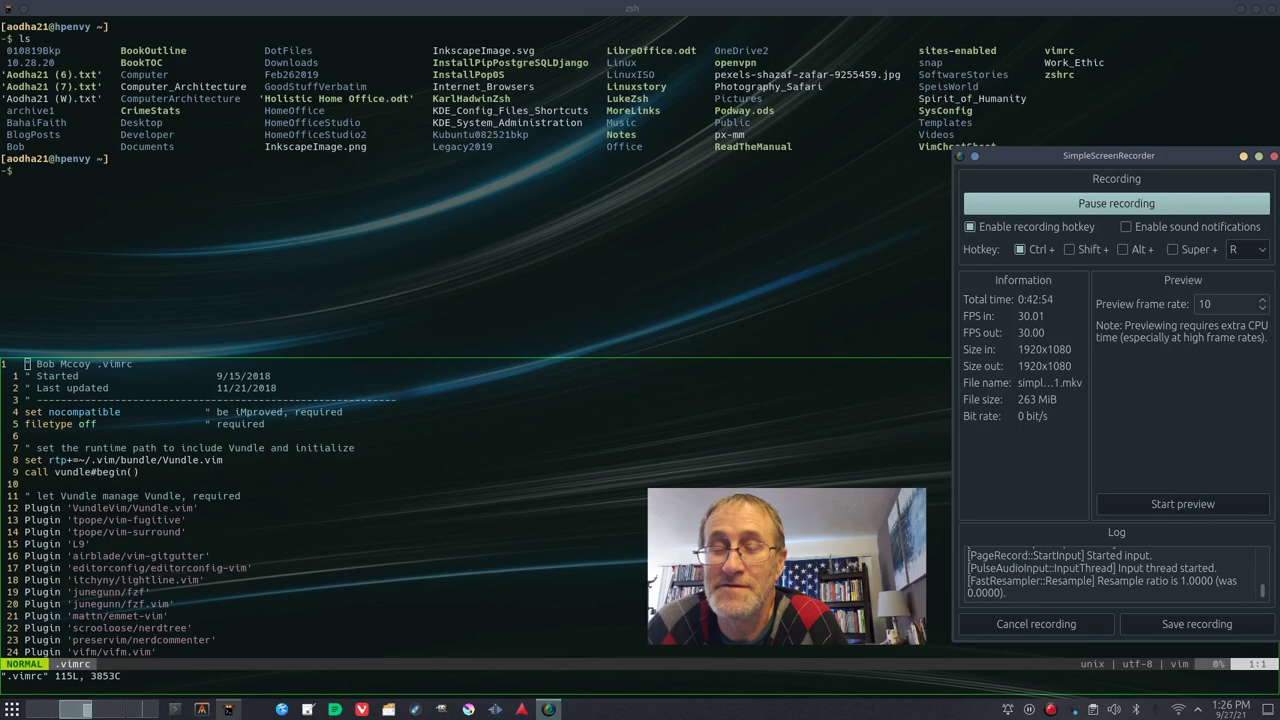 zsh
[aodha21@hpenvy ~]
~$ ls
010819Bkp BookOutline DotFiles InkscapeImage.svg LibreOffice.odt OneDrive2 sites-enabled vimrc
10.28.20 BookTOC Downloads InstallPipPostgreSQLDjango Linux openvpn snap Work_Ethic
'Aodha21 (6).txt' Computer Feb262019 InstallPopOS LinuxISO pexels-shazaf-zafar-9255459.jpg SoftwareStories zshrc
'Aodha21 (7).txt' Computer_Architecture GoodStuffVerbatim Internet_Browsers Linuxstory Photography_Safari SpeisWorld
'Aodha21 (W).txt' ComputerArchitecture 'Holistic Home Office.odt' KarlHadwinZsh LukeZsh Pictures Spirit_of_Humanity
archive1 CrimeStats HomeOffice KDE_Config_Files_Shortcuts MoreLinks Podway.ods SysConfig
BahaiFaith Desktop HomeOfficeStudio KDE_System_Administration Music Public Templates
BlogPosts Developer HomeOfficeStudio2 Kubuntu082521bkp Notes px-mm Videos
Bob Documents InkscapeImage.png Legacy2019 Office ReadTheManual VimCheatSheet
[aodha21@hpenvy ~]
~$
SimpleScreenRecorder
Recording
Pause recording
Enable recording hotkey Enable sound notifications
Hotkey: Ctrl + Shift + Alt + Super + R
Information
Total time: 0:42:54
FPS in: 30.01
FPS out: 30.00
Size in: 1920x1080
Size out: 1920x1080
File name: simpl...1.mkv
File size: 263 MiB
Bit rate: 0 bit/s
Preview
Preview frame rate: 10
Note: Previewing requires extra CPU
time (especially at high frame rates).
Start preview
Log
[PageRecord::StartInput] Started input.
[PulseAudioInput::InputThread] Input thread started.
[FastResampler::Resample] Resample ratio is 1.0000 (was
0.0000).
Cancel recording Save recording
1 " Bob Mccoy .vimrc
1 " Started 9/15/2018
2 " Last updated 11/21/2018
3 " ------------------------------------------------------------
4 set nocompatible " be iMproved, required
5 filetype off " required
6
7 " set the runtime path to include Vundle and initialize
8 set rtp+=~/.vim/bundle/Vundle.vim
9 call vundle#begin()
10
11 " let Vundle manage Vundle, required
12 Plugin 'VundleVim/Vundle.vim'
13 Plugin 'tpope/vim-fugitive'
14 Plugin 'tpope/vim-surround'
15 Plugin 'L9'
16 Plugin 'airblade/vim-gitgutter'
17 Plugin 'editorconfig/editorconfig-vim'
18 Plugin 'itchyny/lightline.vim'
19 Plugin 'junegunn/fzf'
20 Plugin 'junegunn/fzf.vim'
21 Plugin 'mattn/emmet-vim'
22 Plugin 'scrooloose/nerdtree'
23 Plugin 'preservim/nerdcommenter'
24 Plugin 'vifm/vifm.vim'
NORMAL .vimrc unix | utf-8 | vim 0% 1:1
".vimrc" 115L, 3853C
1:26 PM
9/27/21